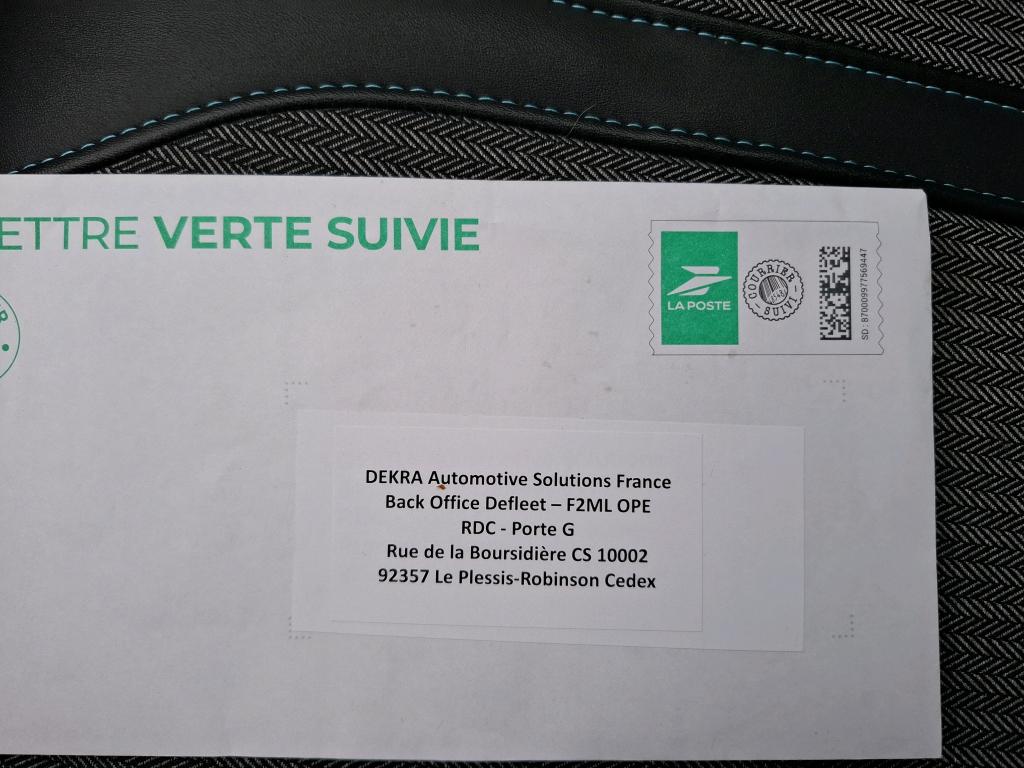 ETTRE VERTE SUIVIE
LA POSTE
COURRIER
SUIVI
SD : 870009977569447
DEKRA Automotive Solutions France
Back Office Defleet – F2ML OPE
RDC - Porte G
Rue de la Boursidière CS 10002
92357 Le Plessis-Robinson Cedex